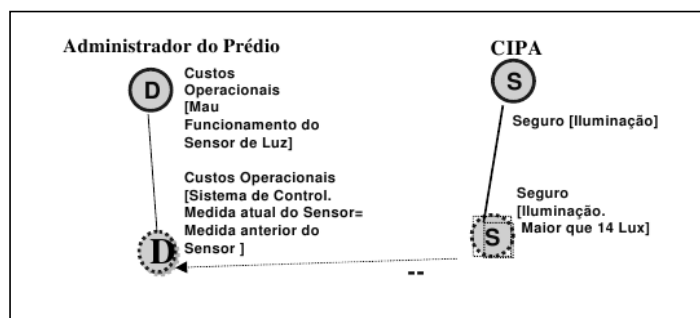 Administrador do Prédio
D
Custos
Operacionais
[Mau
Funcionamento do
Sensor de Luz]
Custos Operacionais
[Sistema de Control.
Medida atual do Sensor=
Medida anterior do
Sensor ]
D
CIPA
S
Seguro [Iluminação]
Seguro
[Iluminação.
Maior que 14 Lux]
S
--